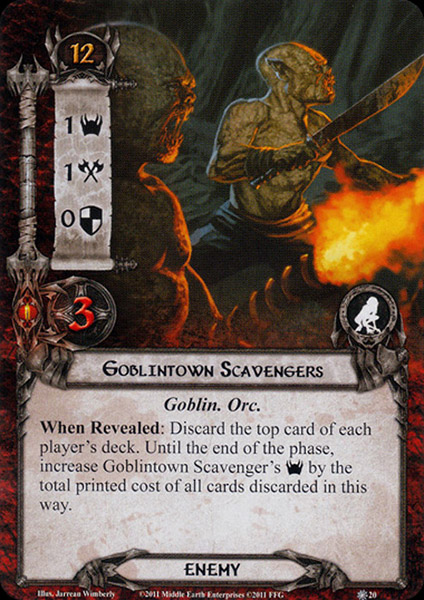 12
1
1
0
3
Goblintown Scavengers
Goblin. Orc.
When Revealed: Discard the top card of each
player's deck. Until the end of the phase,
increase Goblintown Scavenger's by the
total printed cost of all cards discarded in this
way.
ENEMY
Illus. Jarreau Wimberly ©2011 Middle Earth Enterprises ©2011 FFG 20